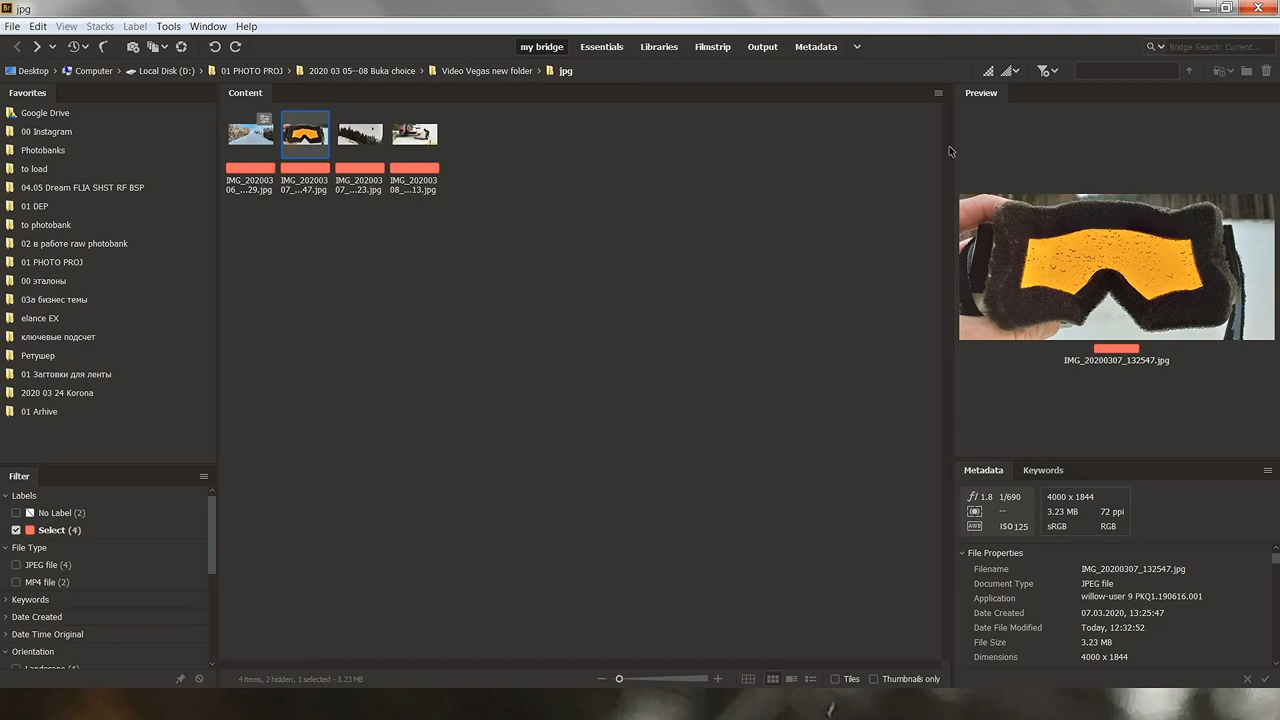 Br jpg
File Edit View Stacks Label Tools Window Help
my bridge Essentials Libraries Filmstrip Output Metadata
Bridge Search: Current...
Desktop Computer Local Disk (D:) 01 PHOTO PROJ 2020 03 05--08 Buka choice Video Vegas new folder jpg
Favorites
Google Drive
00 Instagram
Photobanks
to load
04.05 Dream FLIA SHST RF BSP
01 DEP
to photobank
02 в работе raw photobank
01 PHOTO PROJ
00 эталоны
03а бизнес темы
elance EX
ключевые подсчет
Ретушер
01 Загтовки для ленты
2020 03 24 Korona
01 Arhive
Filter
Labels
No Label (2)
Select (4)
File Type
JPEG file (4)
MP4 file (2)
Keywords
Date Created
Date Time Original
Orientation
Landscape (4)
Content
IMG_202003
06_...29.jpg
IMG_202003
07_...47.jpg
IMG_202003
07_...23.jpg
IMG_202003
08_...13.jpg
4 items, 2 hidden, 1 selected - 3.23 MB
Tiles Thumbnails only
Preview
IMG_20200307_132547.jpg
Metadata Keywords
f/ 1.8 1/690
--
AWB ISO125
4000 x 1844
3.23 MB 72 ppi
sRGB RGB
File Properties
Filename IMG_20200307_132547.jpg
Document Type JPEG file
Application willow-user 9 PKQ1.190616.001
Date Created 07.03.2020, 13:25:47
Date File Modified Today, 12:32:52
File Size 3.23 MB
Dimensions 4000 x 1844